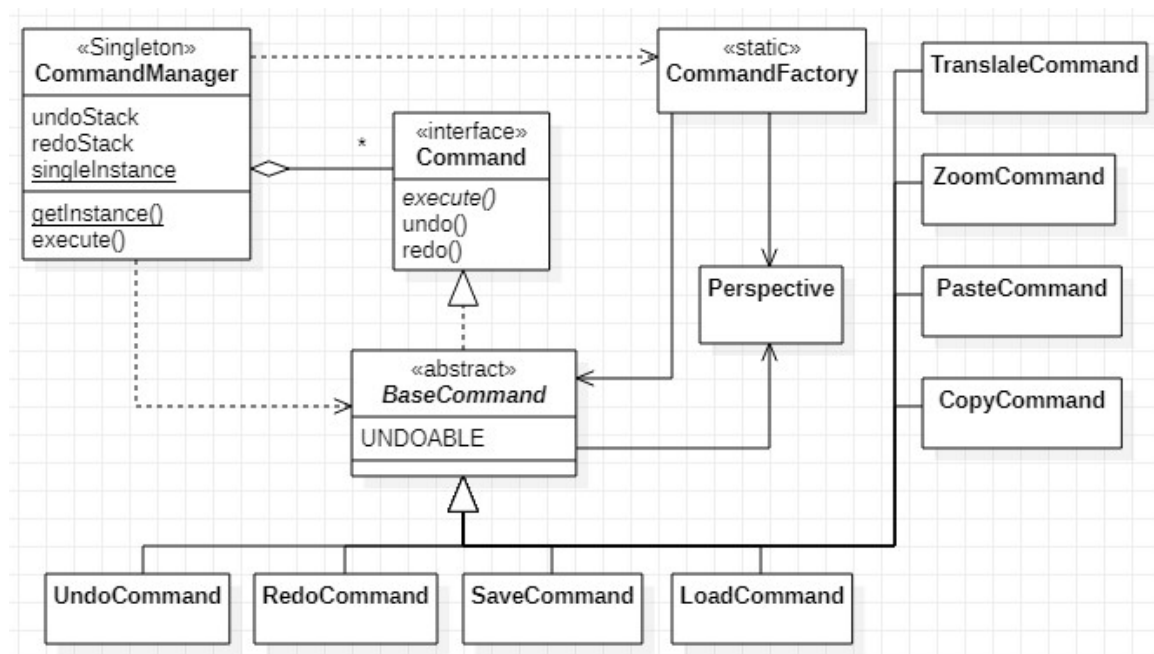 «Singleton»
CommandManager
undoStack
redoStack
singleInstance
getInstance()
execute()
*
«interface»
Command
execute()
undo()
redo()
«static»
CommandFactory
Perspective
«abstract»
BaseCommand
UNDOABLE
TranslaleCommand
ZoomCommand
PasteCommand
CopyCommand
UndoCommand
RedoCommand
SaveCommand
LoadCommand